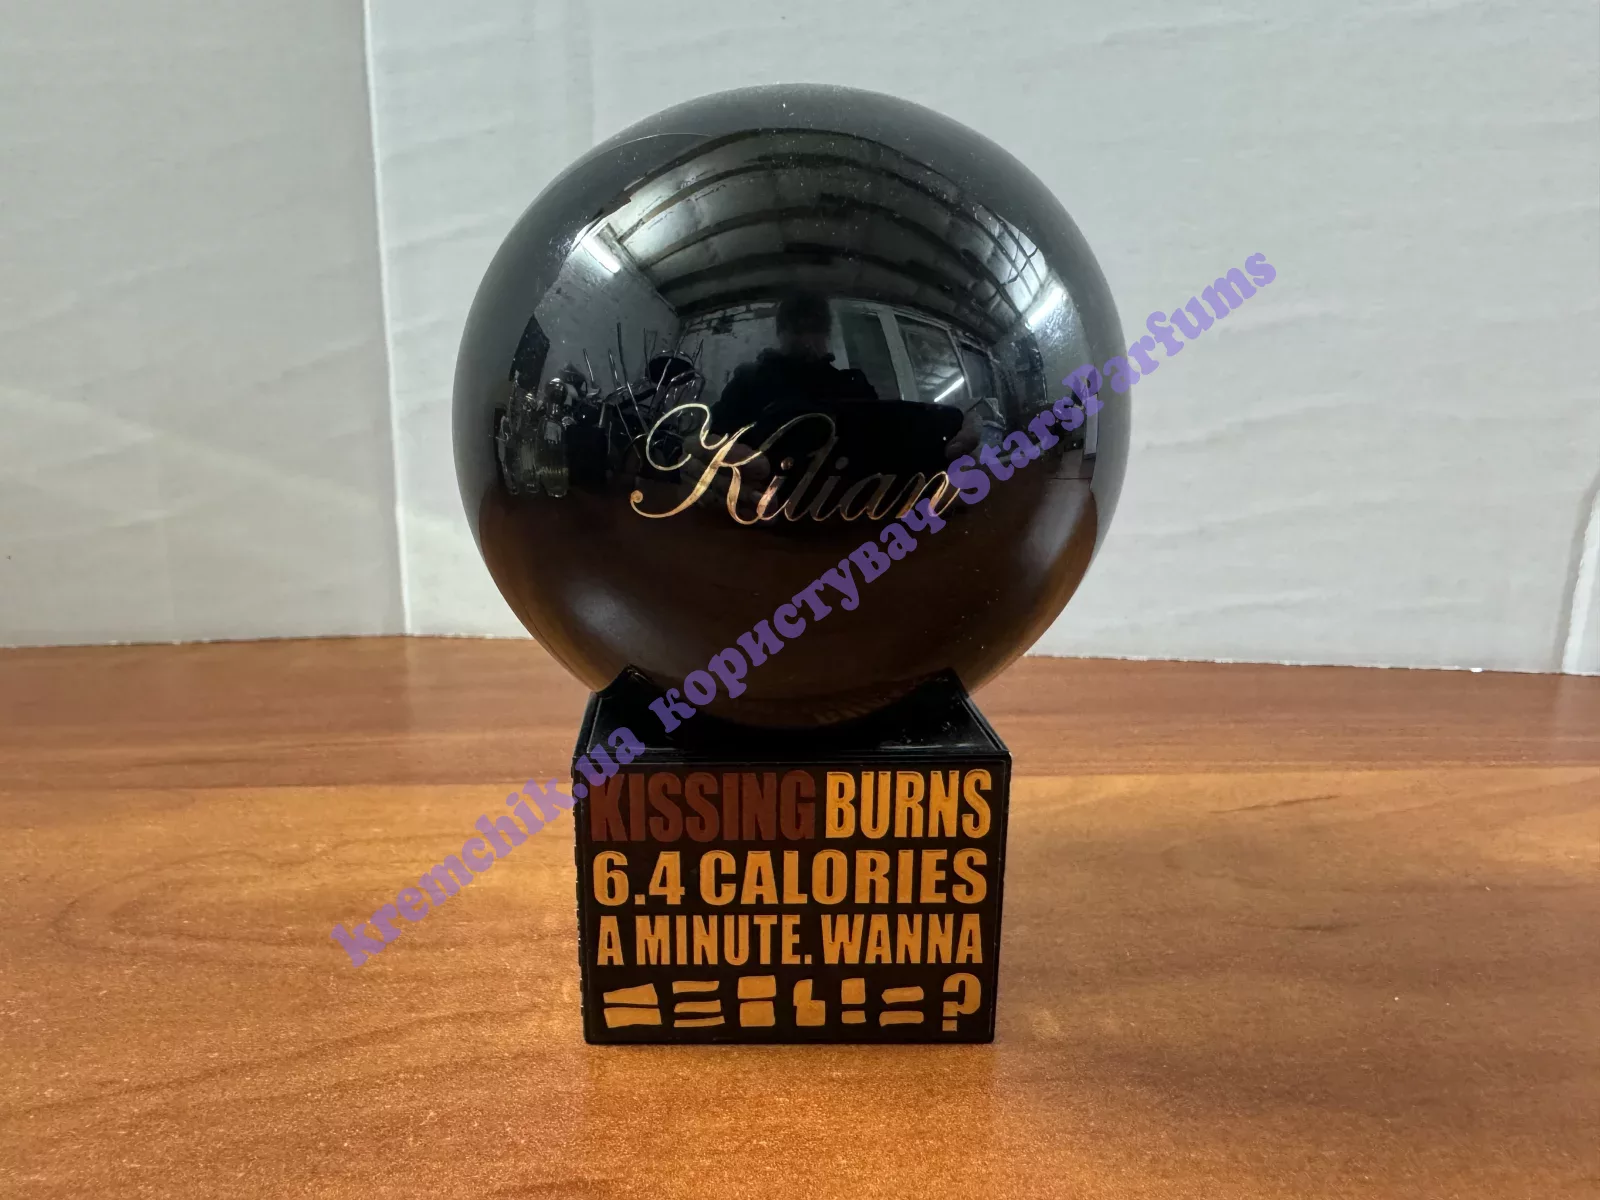 Kilian
KISSING BURNS
6.4 CALORIES
A MINUTE. WANNA
?
kremchik.ua користувач StarsParfums